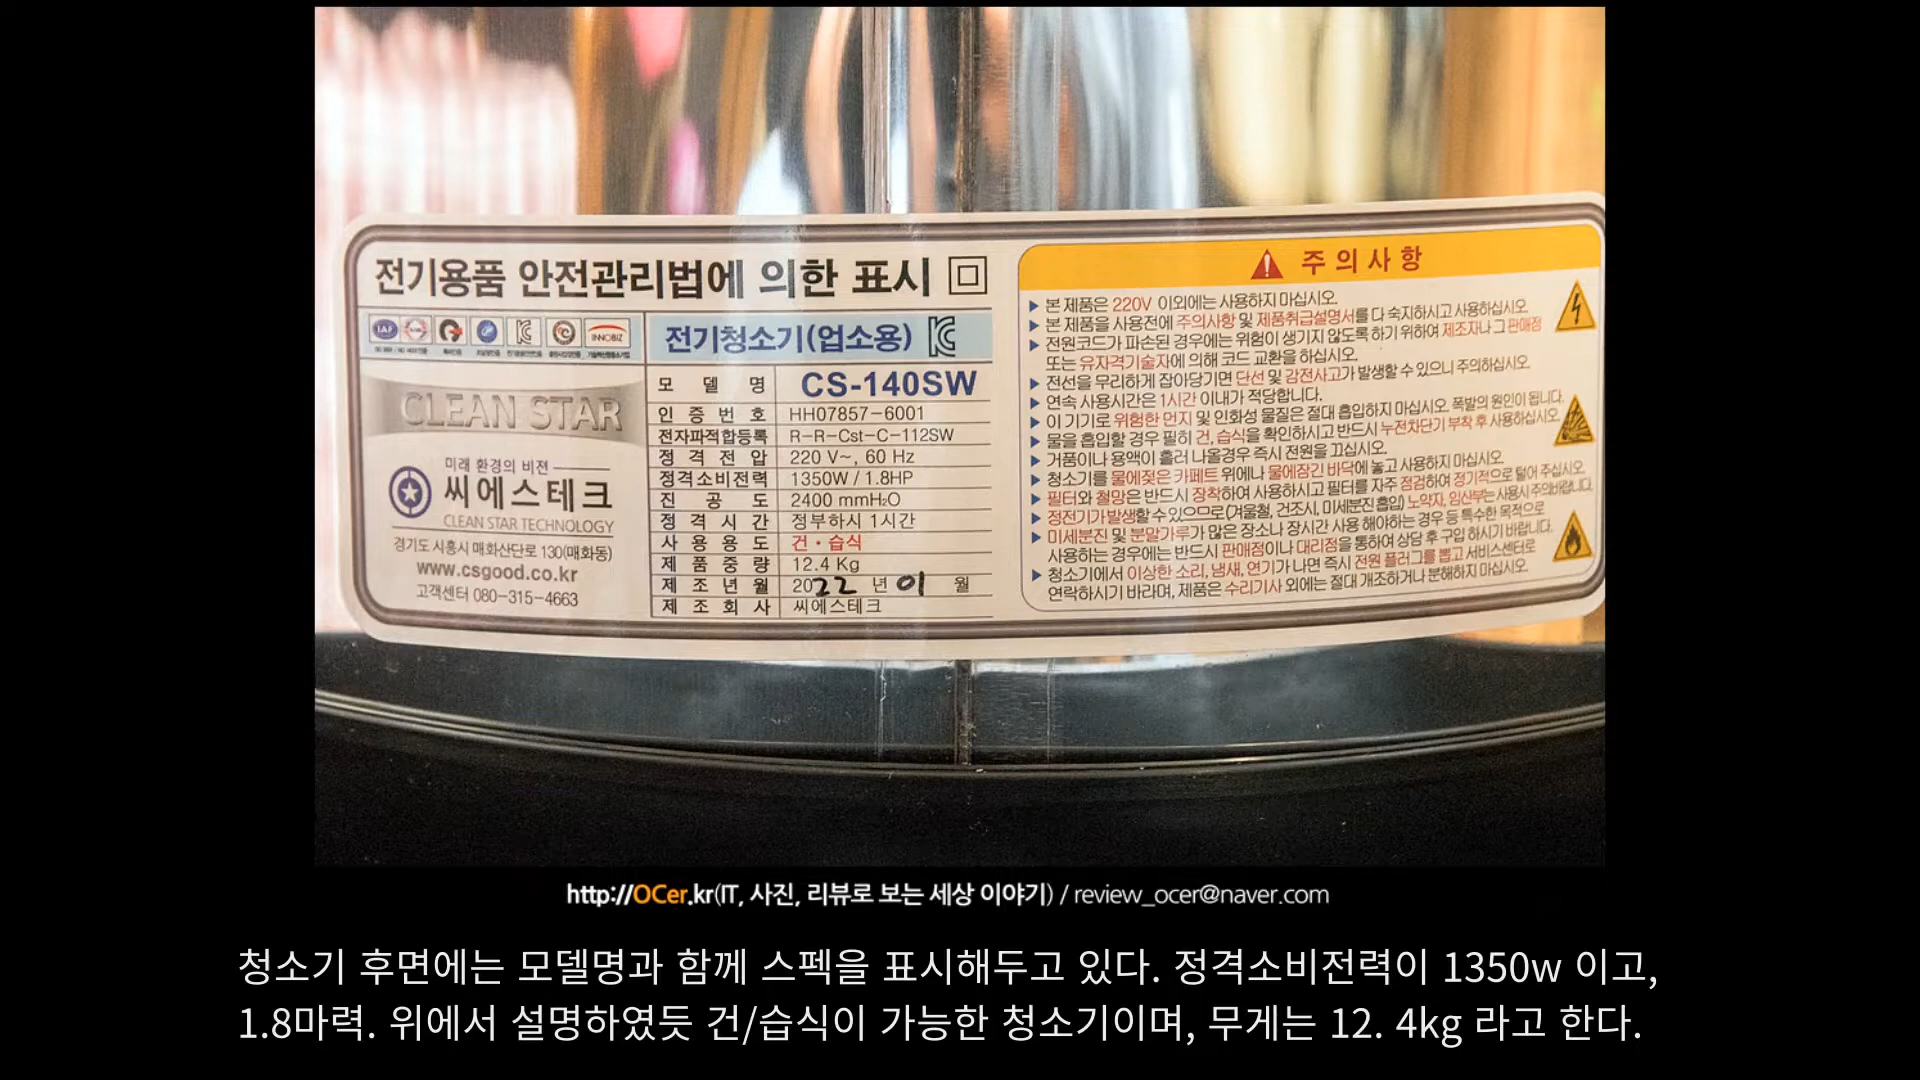 전기용품 안전관리법에 의한 표시
IAF
INNOBIZ
전기청소기(업소용)
CLEAN STAR
미래 환경의 비젼
씨에스테크
CLEAN STAR TECHNOLOGY
경기도 시흥시 매화산단로 130(매화동)
www.csgood.co.kr
고객센터 080-315-4663
모델명 CS-140SW
인증번호 HH07857-6001
전자파적합등록 R-R-Cst-C-112SW
정격전압 220 V~, 60 Hz
정격소비전력 1350W / 1.8HP
진공도 2400 mmH₂O
정격시간 정부하시 1시간
사용용도 건·습식
제품중량 12.4 Kg
제조년월 2022 년 01 월
제조회사 씨에스테크
주의사항
본 제품은 220V 이외에는 사용하지 마십시오.
본 제품을 사용전에 주의사항 및 제품취급설명서를 다 숙지하시고 사용하십시오.
전원코드가 파손된 경우에는 위험이 생기지 않도록 하기 위하여 제조자나 그 판매점
또는 유자격기술자에 의해 코드 교환을 하십시오.
전선을 무리하게 잡아당기면 단선 및 감전사고가 발생할 수 있으니 주의하십시오.
연속 사용시간은 1시간 이내가 적당합니다.
이 기기로 위험한 먼지 및 인화성 물질은 절대 흡입하지 마십시오. 폭발의 원인이 됩니다.
물을 흡입할 경우 필히 건, 습식을 확인하시고 반드시 누전차단기 부착 후 사용하십시오.
거품이나 용액이 흘러 나올경우 즉시 전원을 끄십시오.
청소기를 물에젖은 카페트 위에나 물에잠긴 바닥에 놓고 사용하지 마십시오.
필터와 철망은 반드시 장착하여 사용하시고 필터를 자주 점검하여 정기적으로 털어 주십시오.
정전기가 발생할 수 있으므로(겨울철, 건조시, 미세분진 흡입) 노약자, 임산부는 사용시 주의바랍니다.
미세분진 및 분말가루가 많은 장소나 장시간 사용 해야하는 경우 등 특수한 목적으로
사용하는 경우에는 반드시 판매점이나 대리점을 통하여 상담 후 구입 하시기 바랍니다.
청소기에서 이상한 소리, 냄새, 연기가 나면 즉시 전원 플러그를 뽑고 서비스센터로
연락하시기 바라며, 제품은 수리기사 외에는 절대 개조하거나 분해하지 마십시오.
http://OCer.kr(IT, 사진, 리뷰로 보는 세상 이야기) / review_ocer@naver.com
청소기 후면에는 모델명과 함께 스펙을 표시해두고 있다. 정격소비전력이 1350w 이고,
1.8마력. 위에서 설명하였듯 건/습식이 가능한 청소기이며, 무게는 12. 4kg 라고 한다.